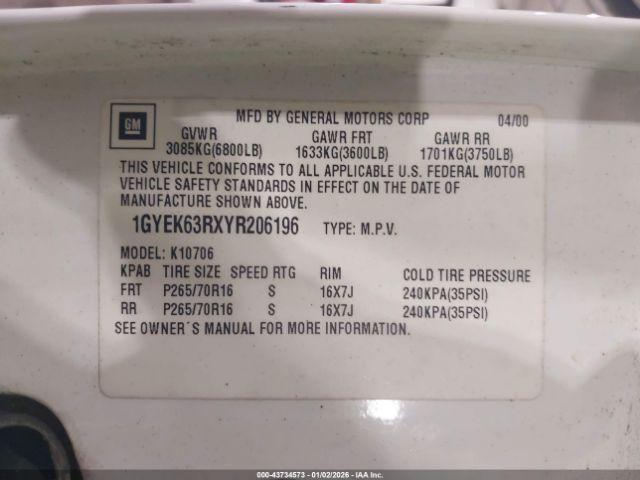 GM
MFD BY GENERAL MOTORS CORP 04/00
GVWR GAWR FRT GAWR RR
3085KG(6800LB) 1633KG(3600LB) 1701KG(3750LB)
THIS VEHICLE CONFORMS TO ALL APPLICABLE U.S. FEDERAL MOTOR
VEHICLE SAFETY STANDARDS IN EFFECT ON THE DATE OF
MANUFACTURE SHOWN ABOVE.
1GYEK63RXYR206196 TYPE: M.P.V.
MODEL: K10706
KPAB TIRE SIZE SPEED RTG RIM COLD TIRE PRESSURE
FRT P265/70R16 S 16X7J 240KPA(35PSI)
RR P265/70R16 S 16X7J 240KPA(35PSI)
SEE OWNER´S MANUAL FOR MORE INFORMATION.
000-43734573 - 01/02/2026 - IAA Inc.